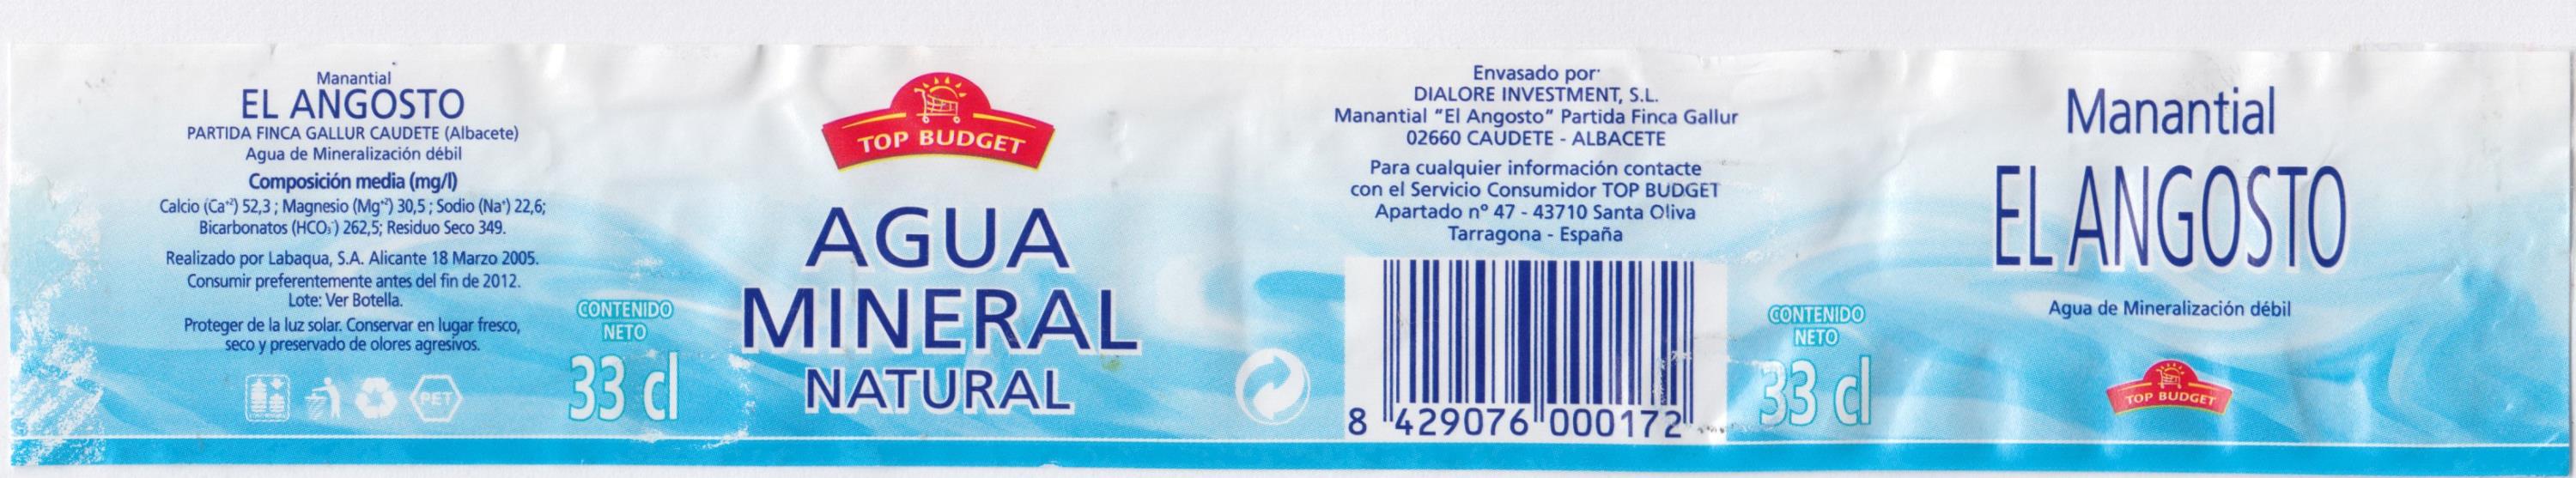 Manantial
EL ANGOSTO
PARTIDA FINCA GALLUR CAUDETE (Albacete)
Agua de Mineralización débil
Composición media (mg/l)
Calcio (Ca⁺²) 52,3 ; Magnesio (Mg⁺²) 30,5 ; Sodio (Na⁺) 22,6;
Bicarbonatos (HCO₃⁻) 262,5; Residuo Seco 349.
Realizado por Labaqua, S.A. Alicante 18 Marzo 2005.
Consumir preferentemente antes del fin de 2012.
Lote: Ver Botella.
Proteger de la luz solar. Conservar en lugar fresco,
seco y preservado de olores agresivos.
PET
CONTENIDO
NETO
33 cl
TOP BUDGET
AGUA
MINERAL
NATURAL
Envasado por:
DIALORE INVESTMENT, S.L.
Manantial "El Angosto" Partida Finca Gallur
02660 CAUDETE - ALBACETE
Para cualquier información contacte
con el Servicio Consumidor TOP BUDGET
Apartado nº 47 - 43710 Santa Oliva
Tarragona - España
8 429076 000172
CONTENIDO
NETO
33 cl
Manantial
EL ANGOSTO
Agua de Mineralización débil
TOP BUDGET